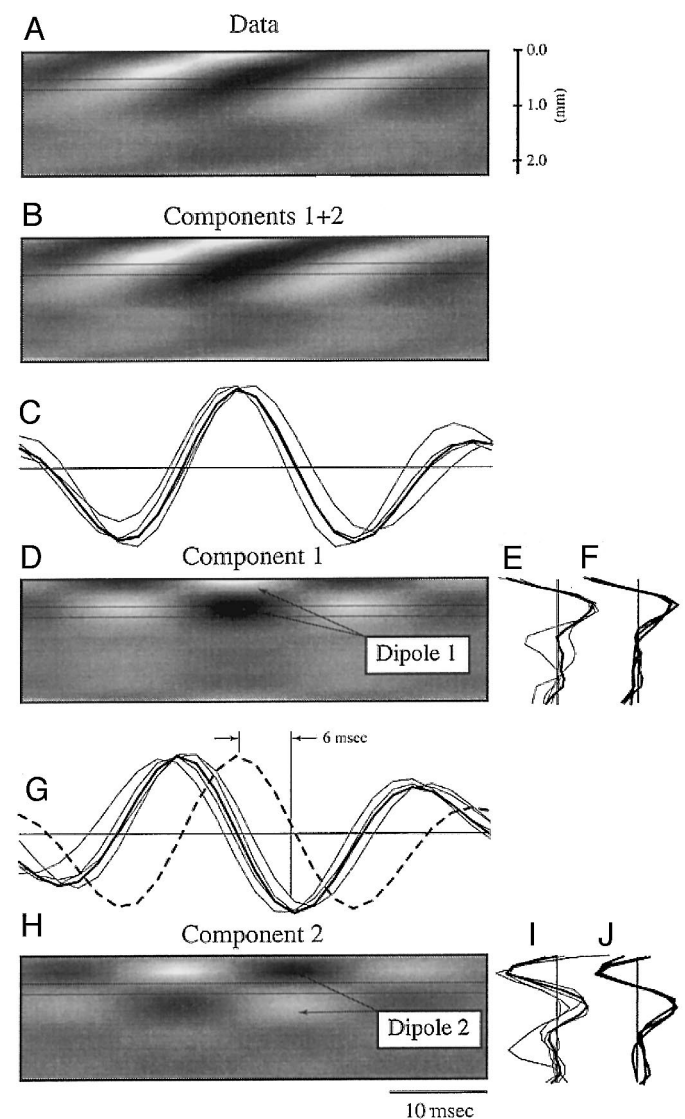 A
Data
0.0
1.0
2.0
(mm)
B
Components 1+2
C
D
Component 1
E
F
Dipole 1
6 msec
G
H
Component 2
I
J
Dipole 2
10 msec